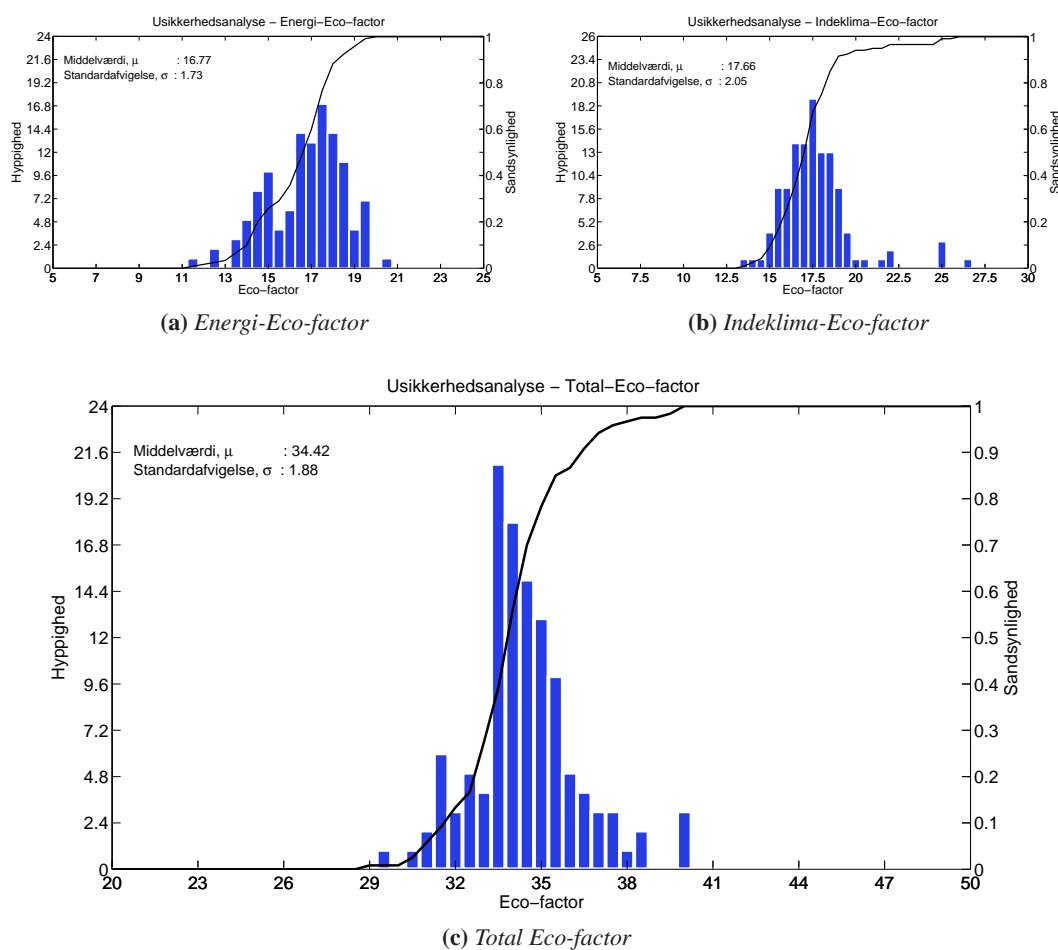 Usikkerhedsanalyse – Energi-Eco-factor
Middelværdi, μ : 16.77
Standardafvigelse, σ : 1.73
Hyppighed
24
21.6
19.2
16.8
14.4
12
9.6
7.2
4.8
2.4
0
5 7 9 11 13 15 17 19 21 23 25
Eco-factor
1
0.8
0.6
0.4
0.2
0
Sandsynlighed
(a) Energi-Eco-factor
Usikkerhedsanalyse – Indeklima-Eco-factor
Middelværdi, μ : 17.66
Standardafvigelse, σ : 2.05
Hyppighed
26
23.4
20.8
18.2
15.6
13
10.4
7.8
5.2
2.6
0
5 7.5 10 12.5 15 17.5 20 22.5 25 27.5 30
Eco-factor
1
0.8
0.6
0.4
0.2
0
Sandsynlighed
(b) Indeklima-Eco-factor
Usikkerhedsanalyse – Total-Eco-factor
Middelværdi, μ : 34.42
Standardafvigelse, σ : 1.88
Hyppighed
24
21.6
19.2
16.8
14.4
12
9.6
7.2
4.8
2.4
0
20 23 26 29 32 35 38 41 44 47 50
Eco-factor
1
0.9
0.8
0.7
0.6
0.5
0.4
0.3
0.2
0.1
0
Sandsynlighed
(c) Total Eco-factor